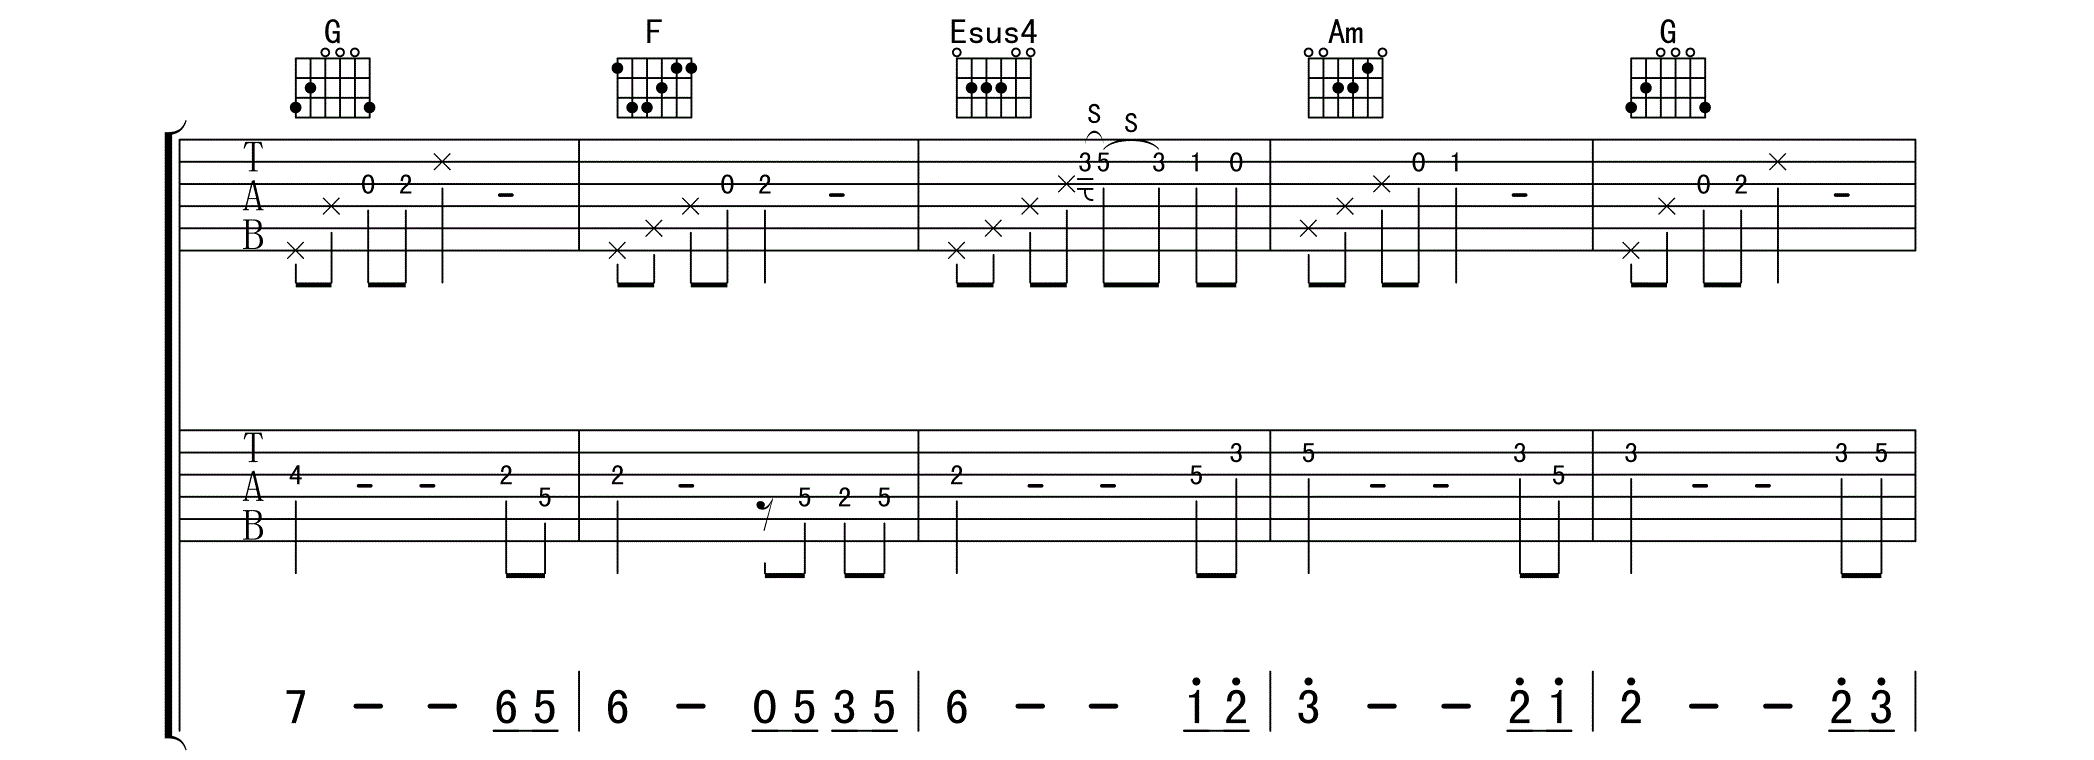 G F Esus4 Am G
S S
T × × 0 2 × - × × × 0 2 - × × × × 3 5 3 1 0 × × × 0 1 - × × 0 2 × -
A
B
T 4 - - 2 5 2 - 5 2 5 2 - - 5 3 5 - - 3 5 3 - - 3 5
A
B
7 - - 6 5 6 - 0 5 3 5 6 - - 1̇ 2̇ 3̇ - - 2̇ 1̇ 2̇ - - 2̇ 3̇